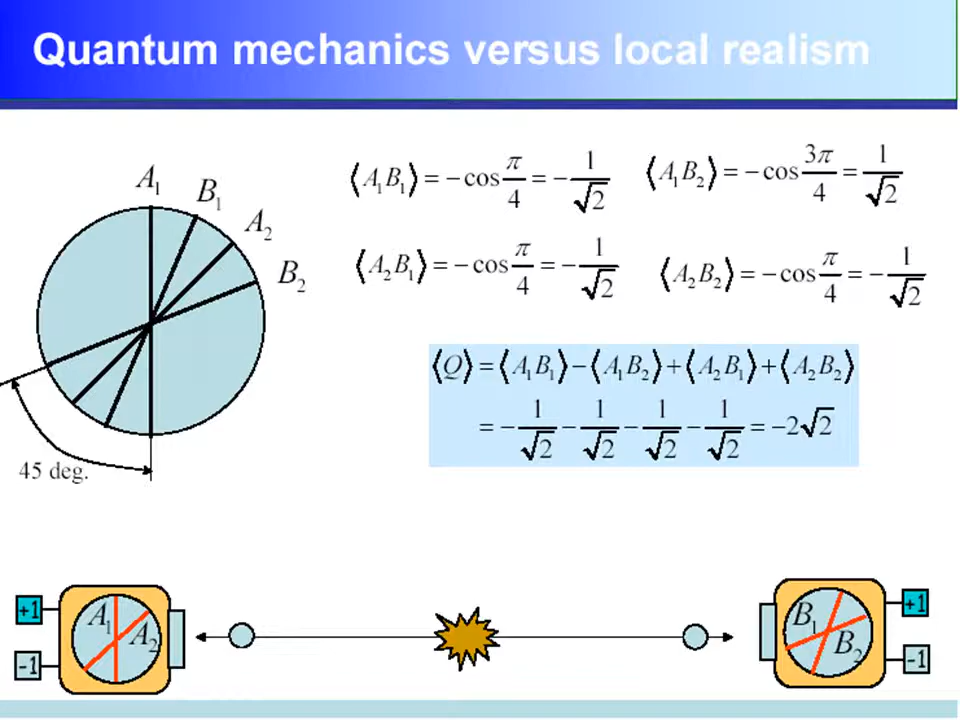 Quantum mechanics versus local realism
A₁
B₁
A₂
B₂
45 deg.
⟨A₁B₁⟩ = −cos π/4 = − 1/√2
⟨A₁B₂⟩ = −cos 3π/4 = 1/√2
⟨A₂B₁⟩ = −cos π/4 = − 1/√2
⟨A₂B₂⟩ = −cos π/4 = − 1/√2
⟨Q⟩ = ⟨A₁B₁⟩ − ⟨A₁B₂⟩ + ⟨A₂B₁⟩ + ⟨A₂B₂⟩
= − 1/√2 − 1/√2 − 1/√2 − 1/√2 = −2√2
+1
-1
A₁
A₂
B₁
B₂
+1
-1